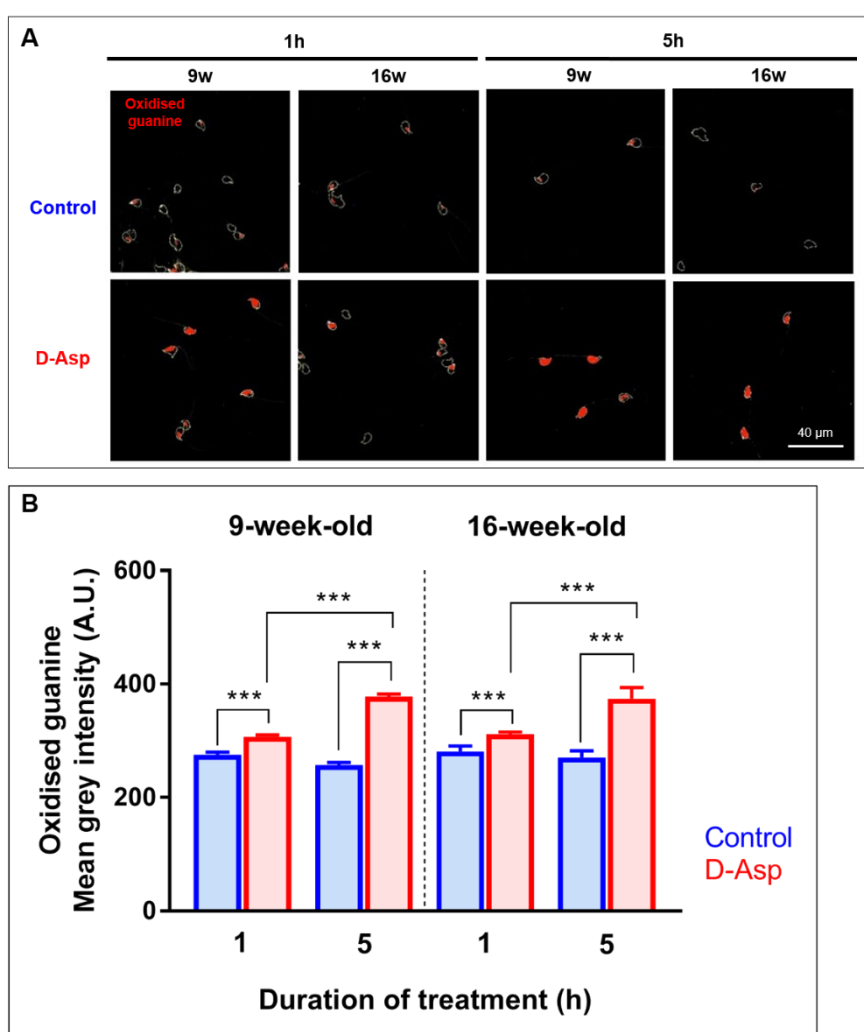 A
1h 5h
9w 16w 9w 16w
Oxidised
guanine
Control
D-Asp
40 µm
B
9-week-old 16-week-old
600
400
200
0
Oxidised guanine
Mean grey intensity (A.U.)
*** *** *** *** *** ***
1 5 1 5
Duration of treatment (h)
Control
D-Asp